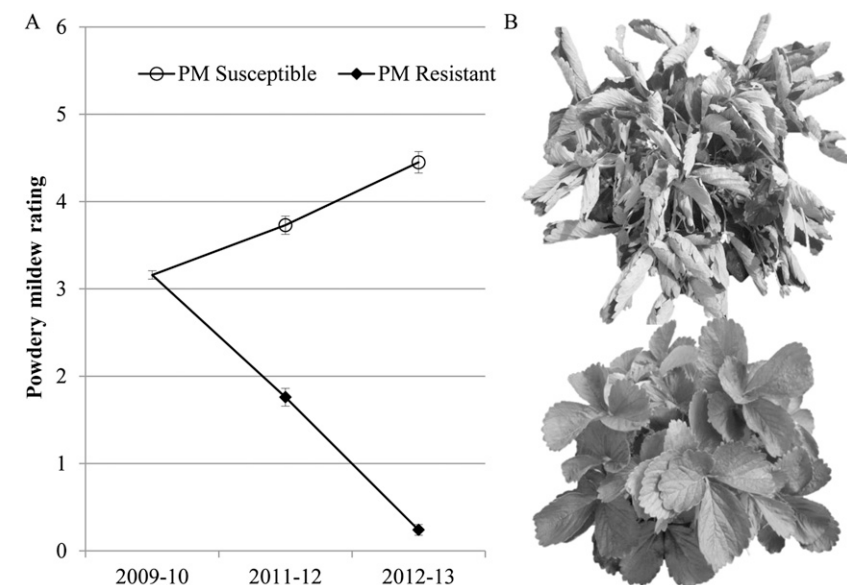 A
B
6
PM Susceptible
PM Resistant
5
4
3
2
1
0
Powdery mildew rating
2009-10
2011-12
2012-13